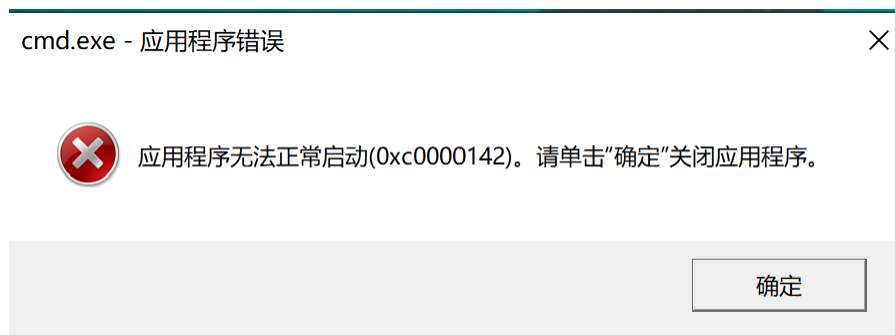 cmd.exe - 应用程序错误
应用程序无法正常启动(0xc0000142)。请单击“确定”关闭应用程序。
确定